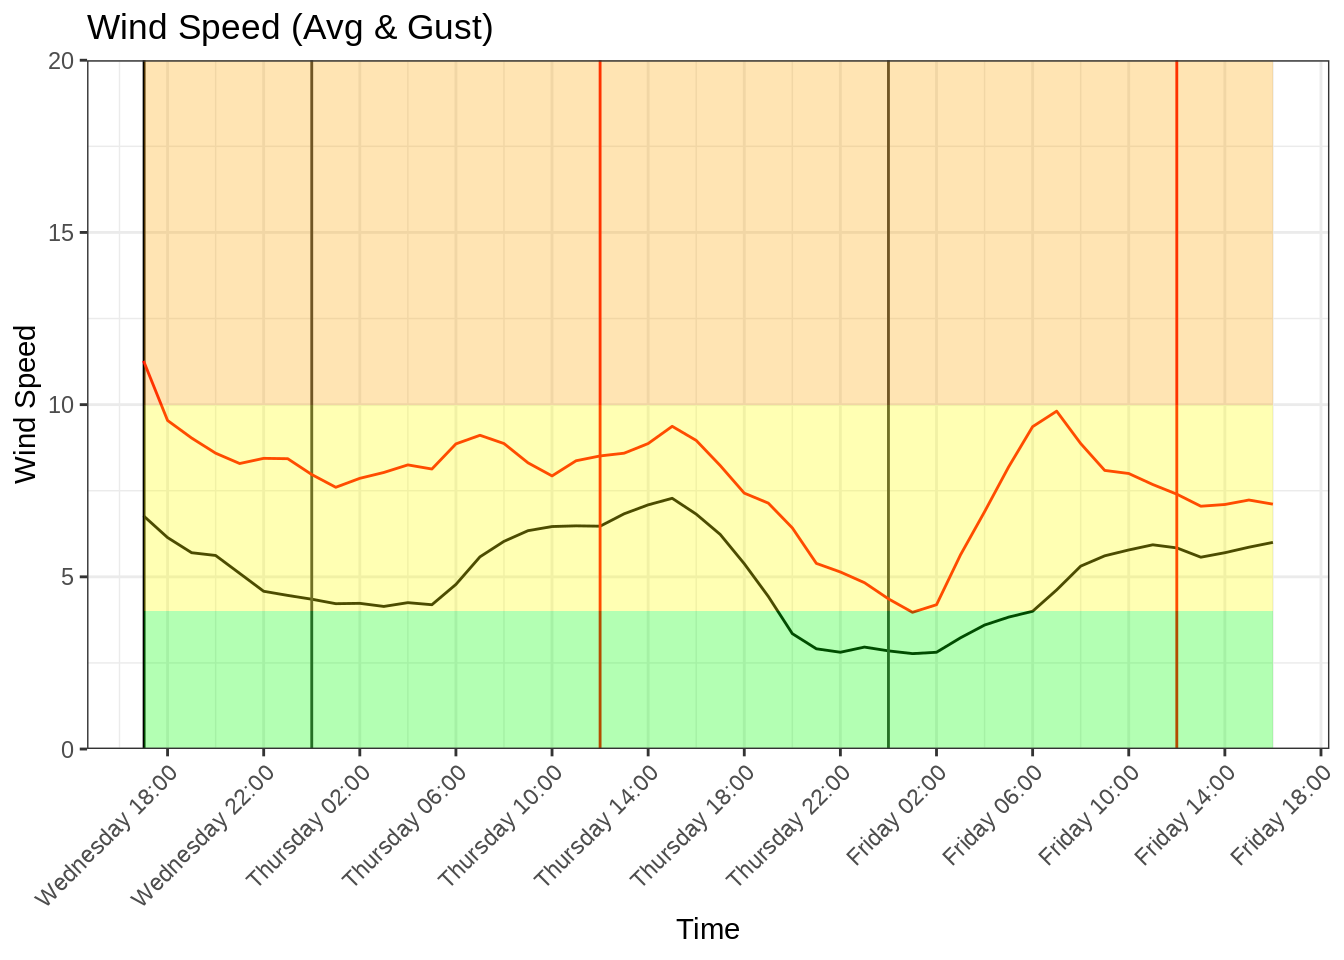 Wind Speed (Avg & Gust)
Wind Speed
20
15
10
5
0
Wednesday 18:00
Wednesday 22:00
Thursday 02:00
Thursday 06:00
Thursday 10:00
Thursday 14:00
Thursday 18:00
Thursday 22:00
Friday 02:00
Friday 06:00
Friday 10:00
Friday 14:00
Friday 18:00
Time